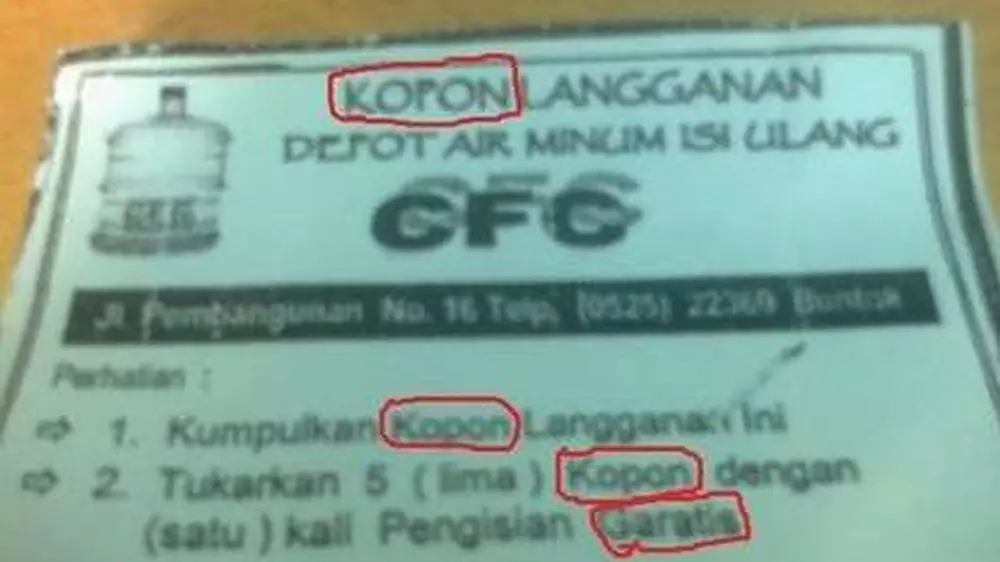 KOPON LANGGANAN
DEPOT AIR MINUM ISI ULANG
CFC
Jl. Pembangunan No. 16 Telp. (0525) 22369 Buntok
Perhatian :
⇨ 1. Kumpulkan Kopon Langganan Ini
⇨ 2. Tukarkan 5 ( lima ) Kopon dengan
(satu ) kali Pengisian Garatis